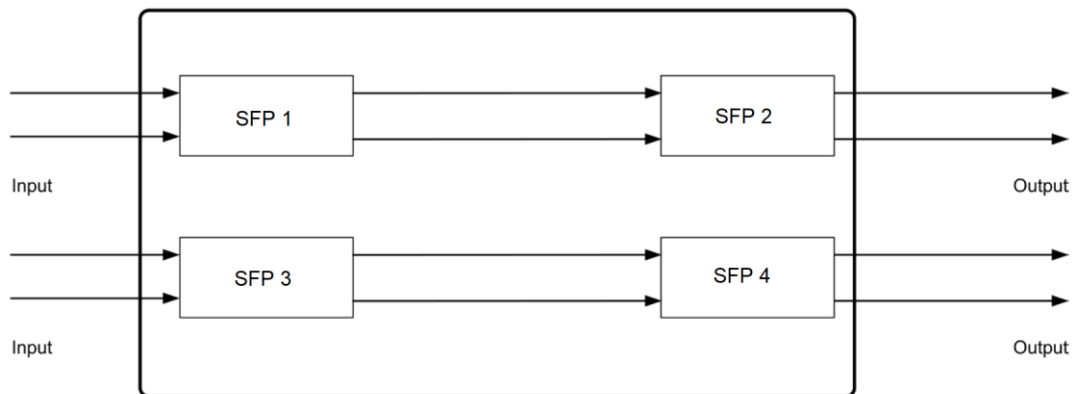 SFP 1
SFP 2
Input
Output
SFP 3
SFP 4
Input
Output